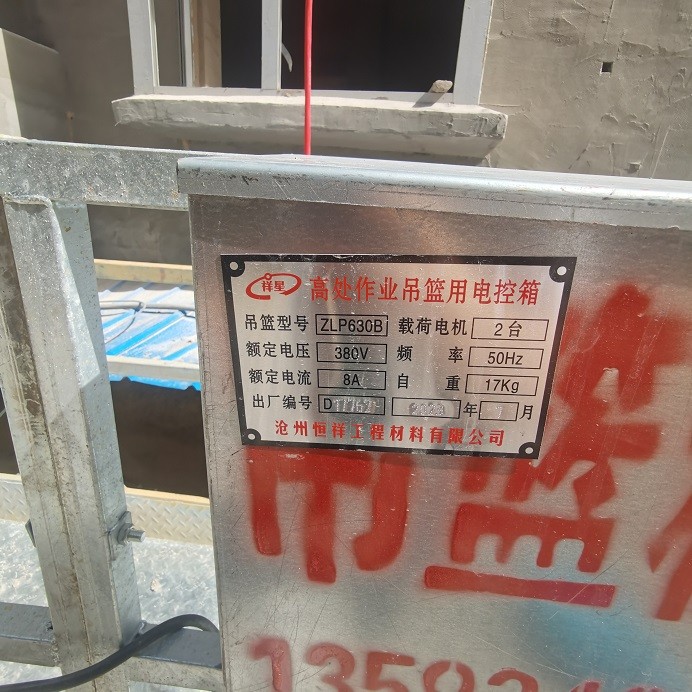 祥星 高处作业吊篮用电控箱
吊篮型号 ZLP630B 载荷电机 2台
额定电压 380V 频率 50Hz
额定电流 8A 自重 17Kg
出厂编号 年 月
沧州恒祥工程材料有限公司
吊篮